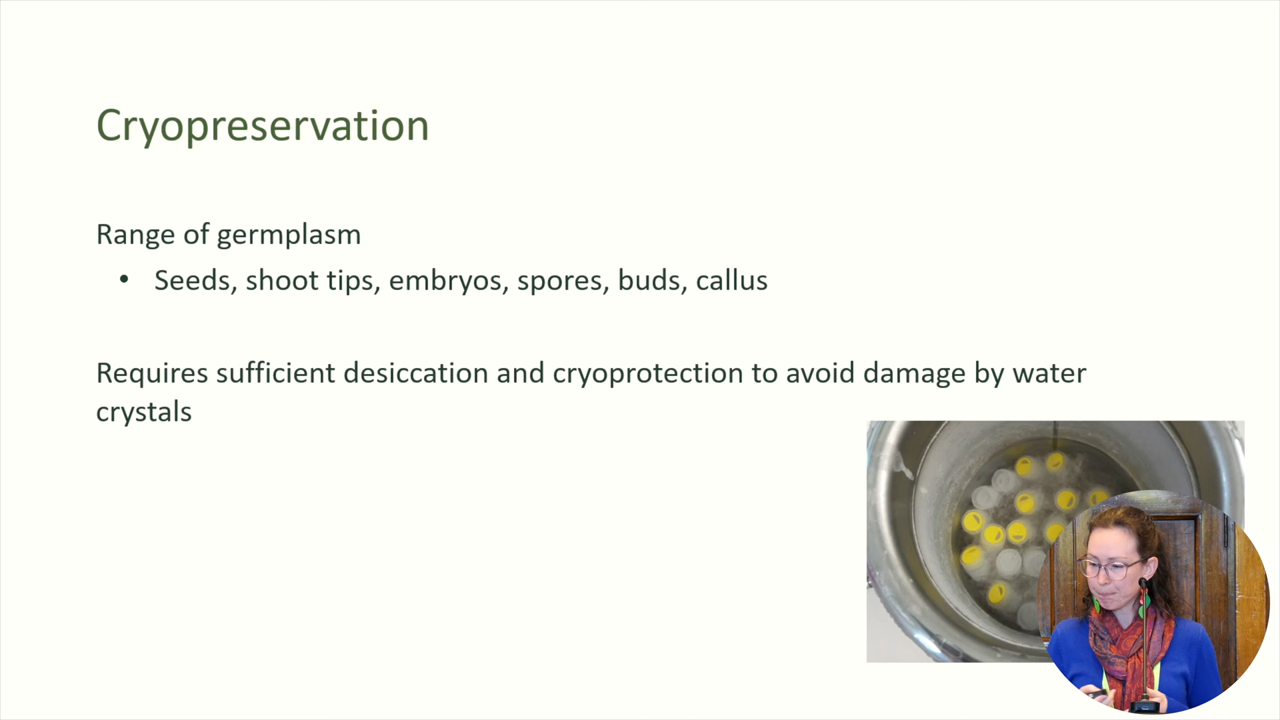 Cryopreservation
Range of germplasm
• Seeds, shoot tips, embryos, spores, buds, callus
Requires sufficient desiccation and cryoprotection to avoid damage by water
crystals